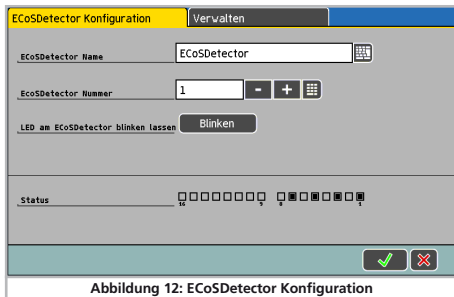 ECoSDetector Konfiguration Verwalten
ECoSDetector Name ECoSDetector
EcoSDetector Nummer 1 - +
LED am ECoSDetector blinken lassen Blinken
Status
16 9 8 1
Abbildung 12: ECoSDetector Konfiguration